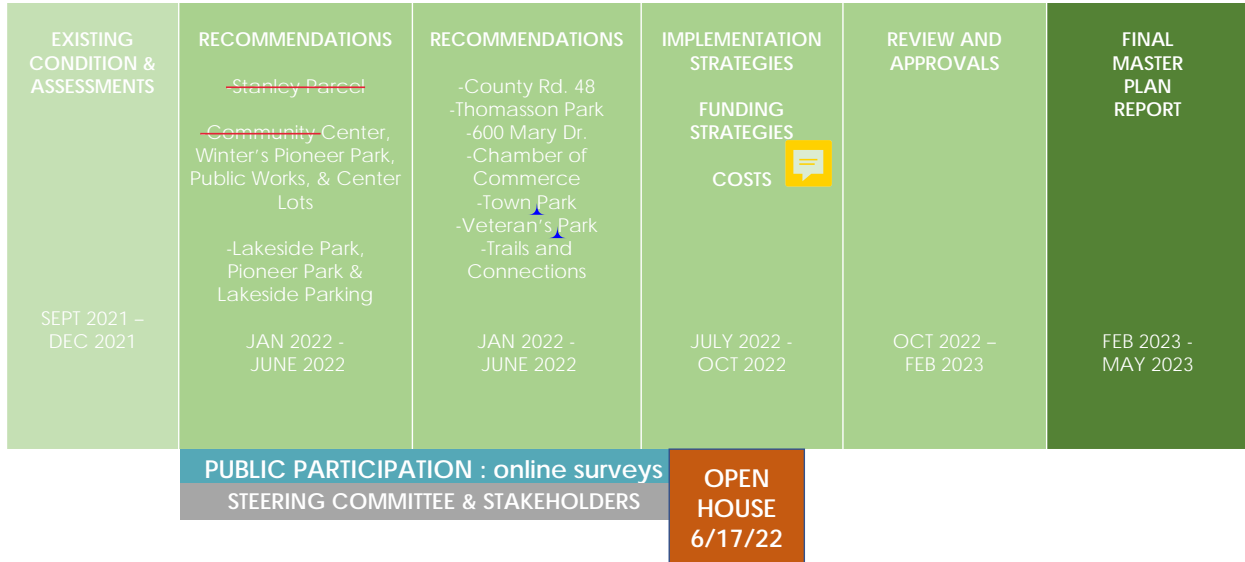 EXISTING
CONDITION &
ASSESSMENTS
SEPT 2021 –
DEC 2021
RECOMMENDATIONS
-Stanley Parcel
-Community Center,
Winter's Pioneer Park,
Public Works, & Center
Lots
-Lakeside Park,
Pioneer Park &
Lakeside Parking
JAN 2022 -
JUNE 2022
RECOMMENDATIONS
-County Rd. 48
-Thomasson Park
-600 Mary Dr.
-Chamber of
Commerce
-Town Park
-Veteran's Park
-Trails and
Connections
JAN 2022 -
JUNE 2022
IMPLEMENTATION
STRATEGIES
FUNDING
STRATEGIES
COSTS
JULY 2022 -
OCT 2022
REVIEW AND
APPROVALS
OCT 2022 –
FEB 2023
FINAL
MASTER
PLAN
REPORT
FEB 2023 -
MAY 2023
PUBLIC PARTICIPATION : online surveys
STEERING COMMITTEE & STAKEHOLDERS
OPEN
HOUSE
6/17/22